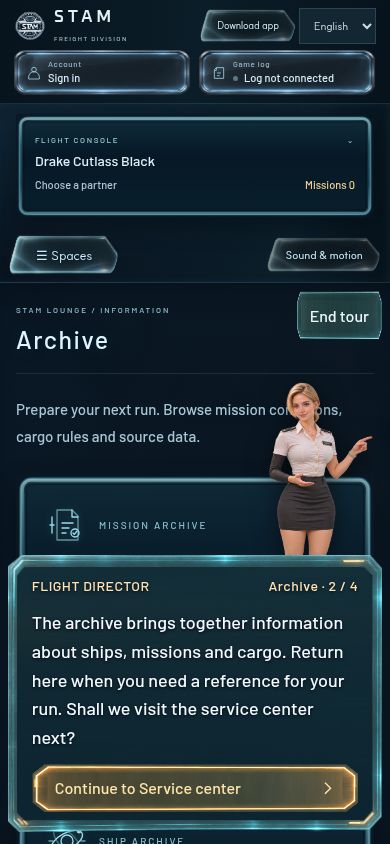 STAM
STAM
FREIGHT DIVISION
Download app
English
Account
Sign in
Game log
Log not connected
FLIGHT CONSOLE
Drake Cutlass Black
Choose a partner
Missions 0
☰ Spaces
Sound & motion
STAM LOUNGE / INFORMATION
End tour
Archive
Prepare your next run. Browse mission
cargo rules and source data.
MISSION ARCHIVE
FLIGHT DIRECTOR
Archive · 2 / 4
The archive brings together information
about ships, missions and cargo. Return
here when you need a reference for your
run. Shall we visit the service center
next?
Continue to Service center
SHIP ARCHIVE